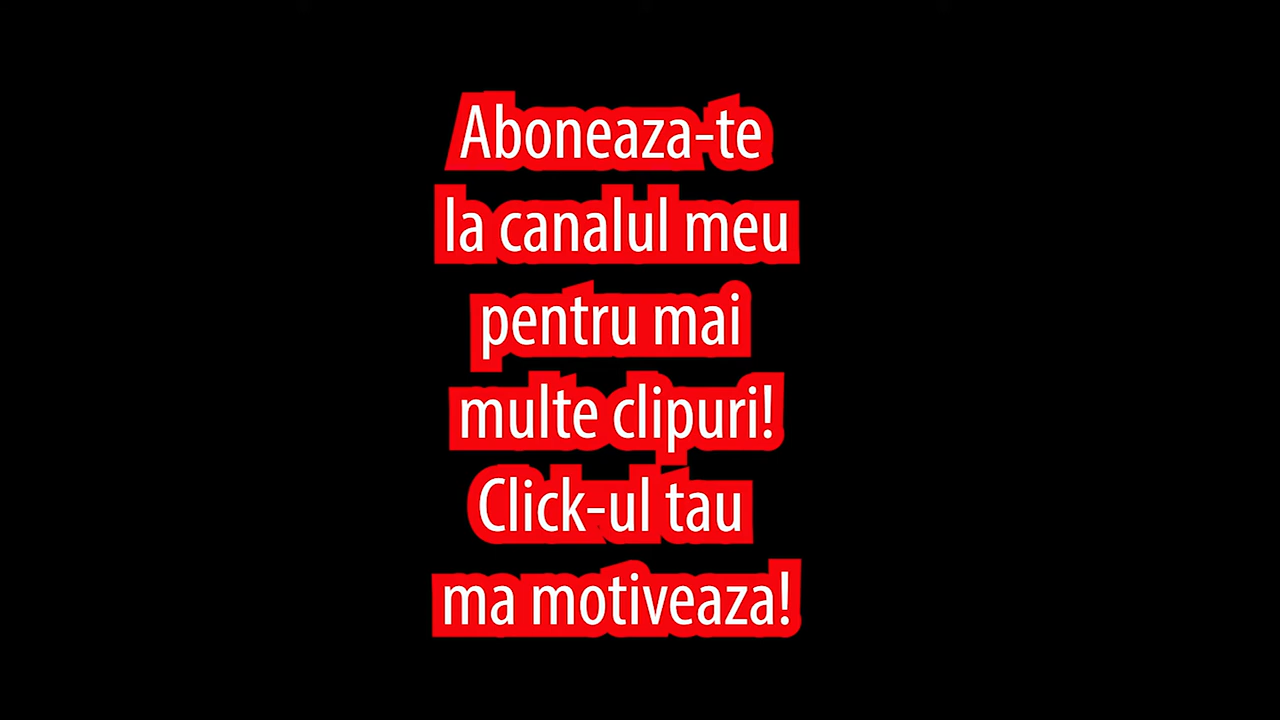 Aboneaza-te
la canalul meu
pentru mai
multe clipuri!
Click-ul tau
ma motiveaza!